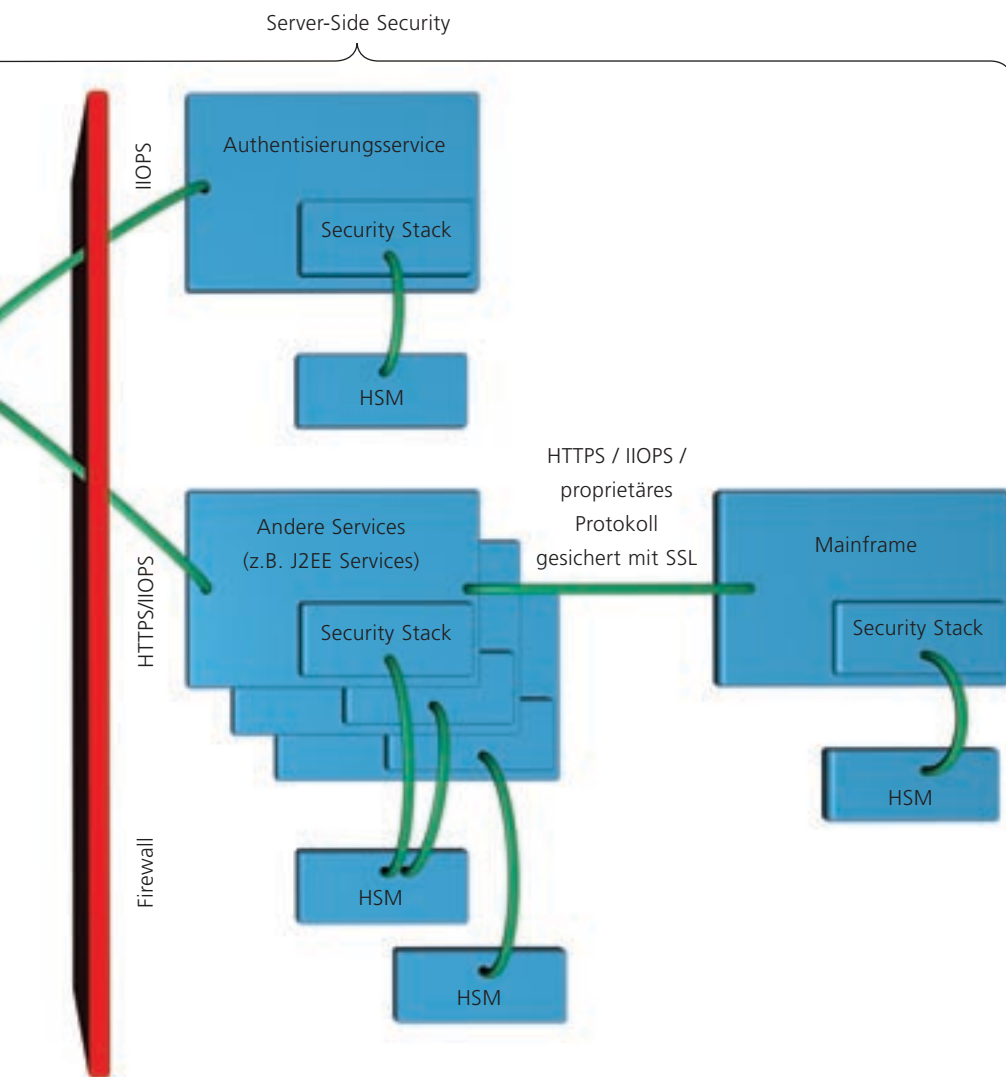 Server-Side Security
IIOPS
Authentisierungsservice
Security Stack
HSM
HTTPS / IIOPS /
proprietäres
Protokoll
gesichert mit SSL
HTTPS/IIOPS
Andere Services
(z.B. J2EE Services)
Security Stack
Mainframe
Security Stack
HSM
Firewall
HSM
HSM